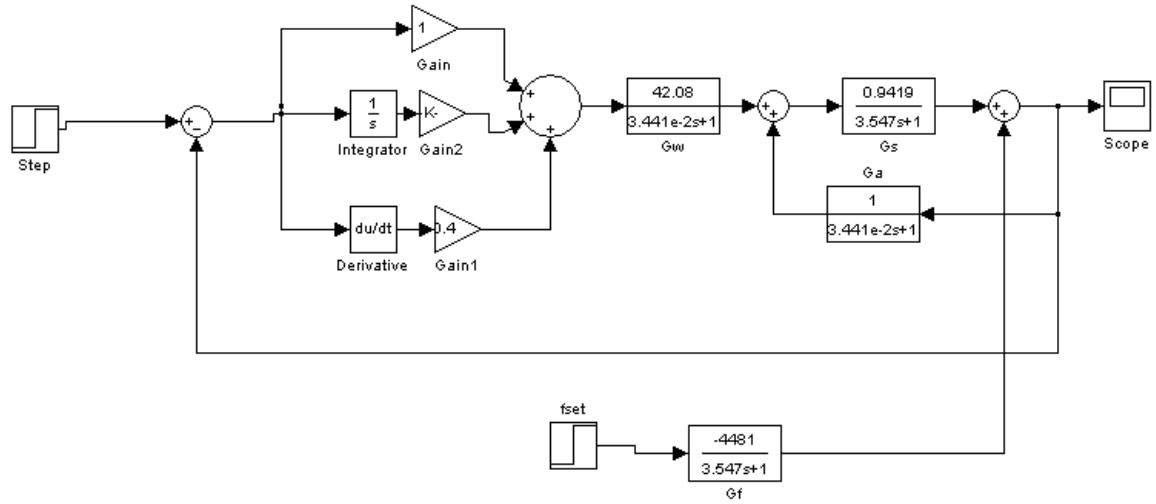 1
Gain
Step
+
-
1
s
Integrator
-K-
Gain2
+
+
+
42.08
3.441e-2s+1
Gw
+
+
0.9419
3.547s+1
Gs
+
+
Scope
Ga
1
3.441e-2s+1
du/dt
Derivative
0.4
Gain1
fset
-4481
3.547s+1
Gf